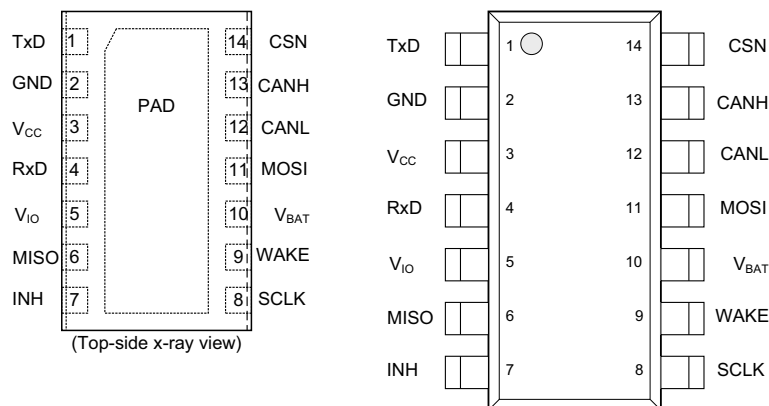 TxD 1 14 CSN
GND 2 13 CANH
PAD
VCC 3 12 CANL
RxD 4 11 MOSI
VIO 5 10 VBAT
MISO 6 9 WAKE
INH 7 8 SCLK
(Top-side x-ray view)
TxD 1 14 CSN
GND 2 13 CANH
VCC 3 12 CANL
RxD 4 11 MOSI
VIO 5 10 VBAT
MISO 6 9 WAKE
INH 7 8 SCLK